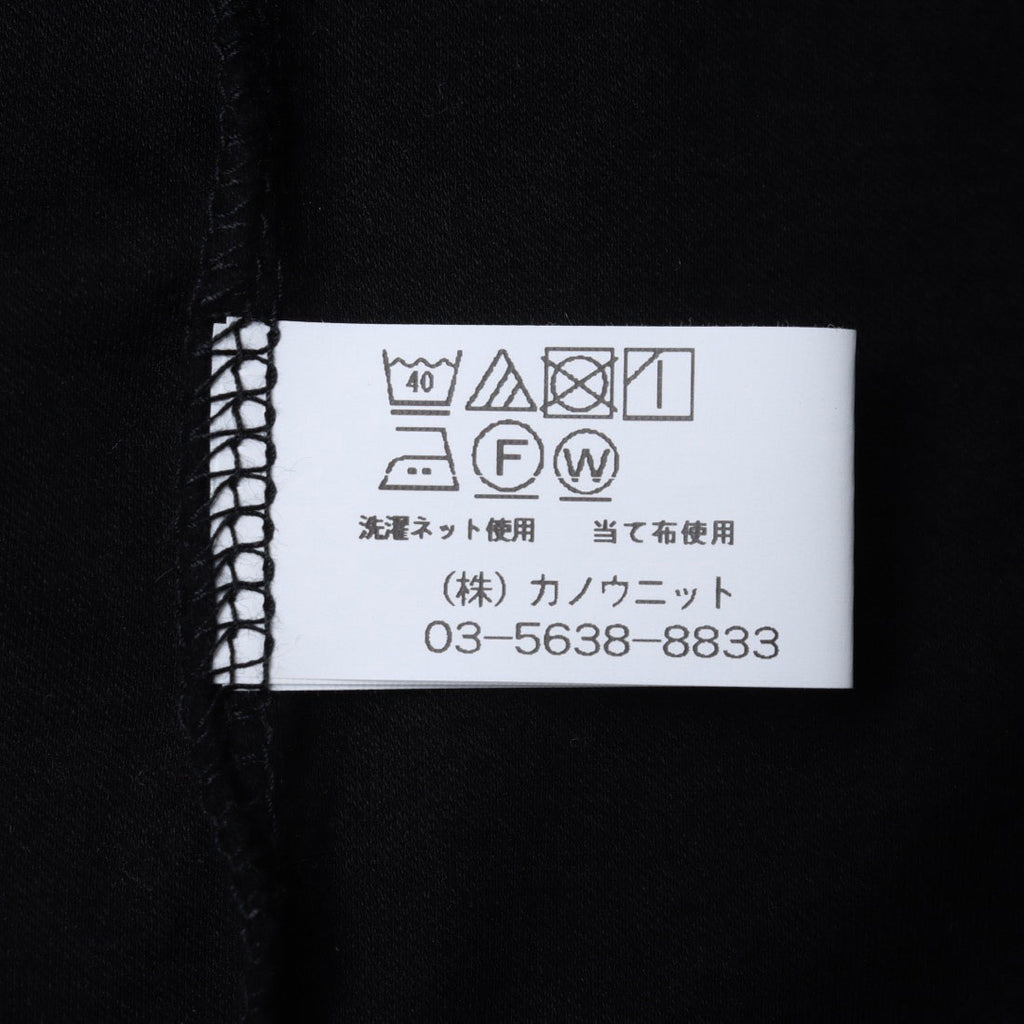 40
F W
洗濯ネット使用 当て布使用
(株) カノウニット
03-5638-8833